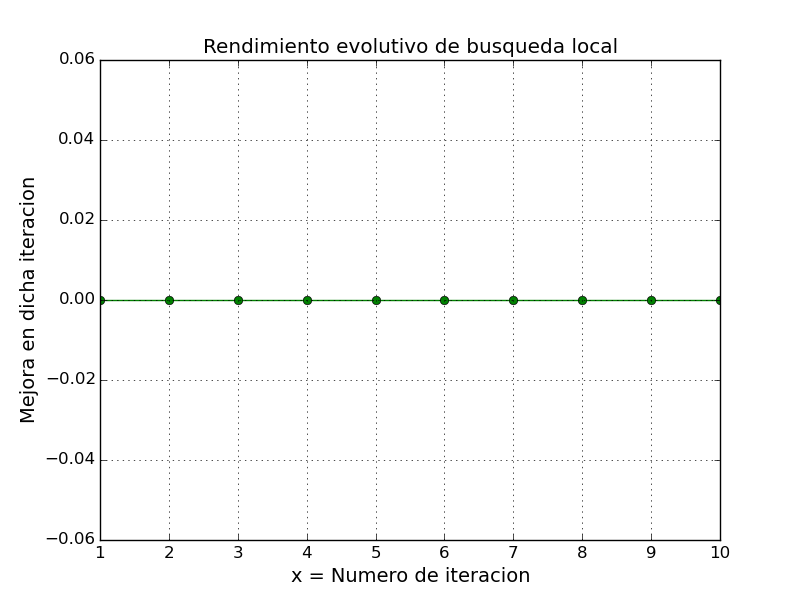 Rendimiento evolutivo de busqueda local
0.06
0.04
0.02
0.00
−0.02
−0.04
−0.06
Mejora en dicha iteracion
1 2 3 4 5 6 7 8 9 10
x = Numero de iteracion